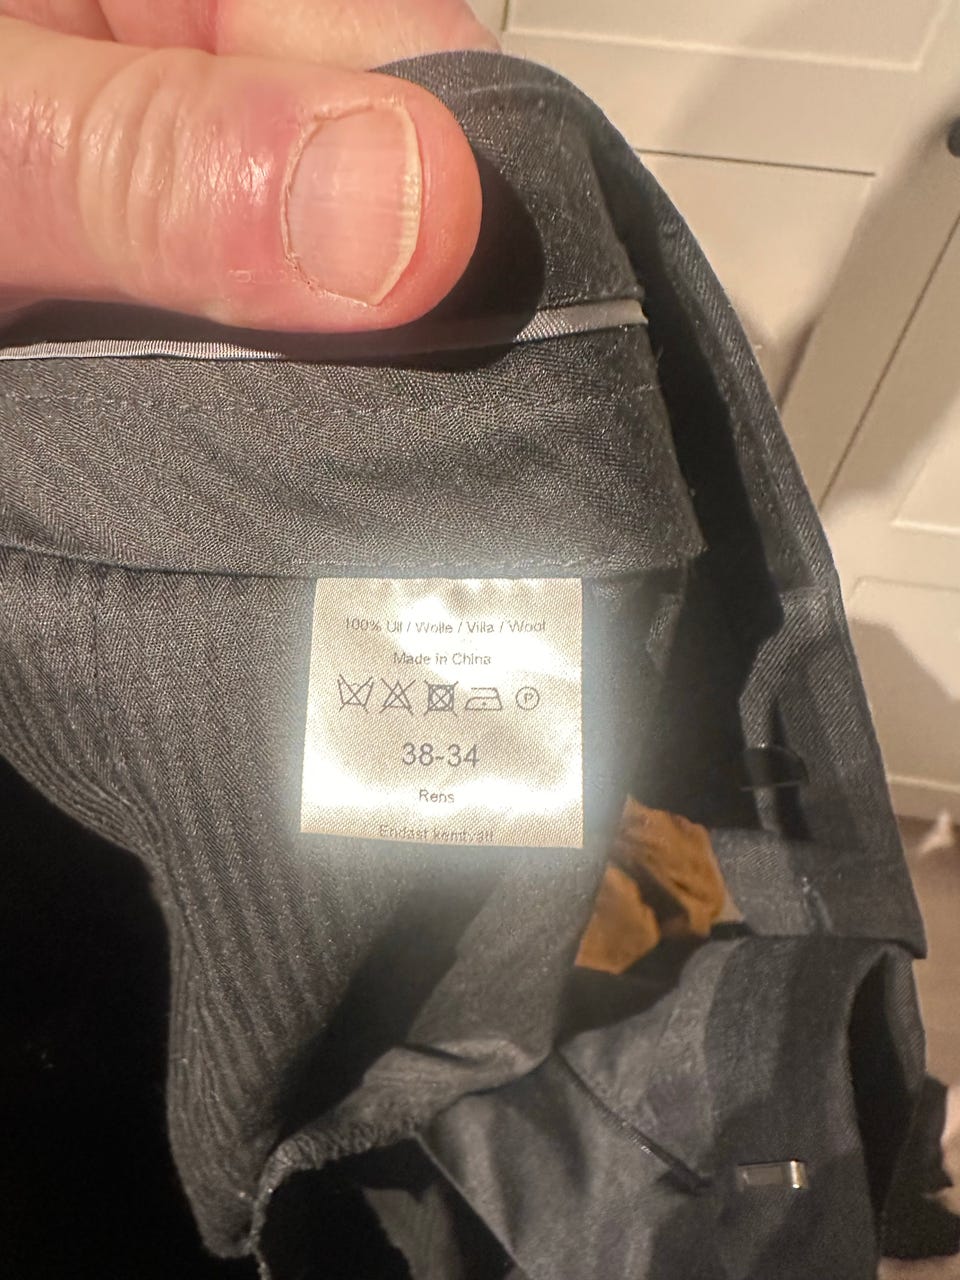 100% Ull / Wolle / Villa / Wool
Made in China
P
38-34
Rens
Endast kemtvätt